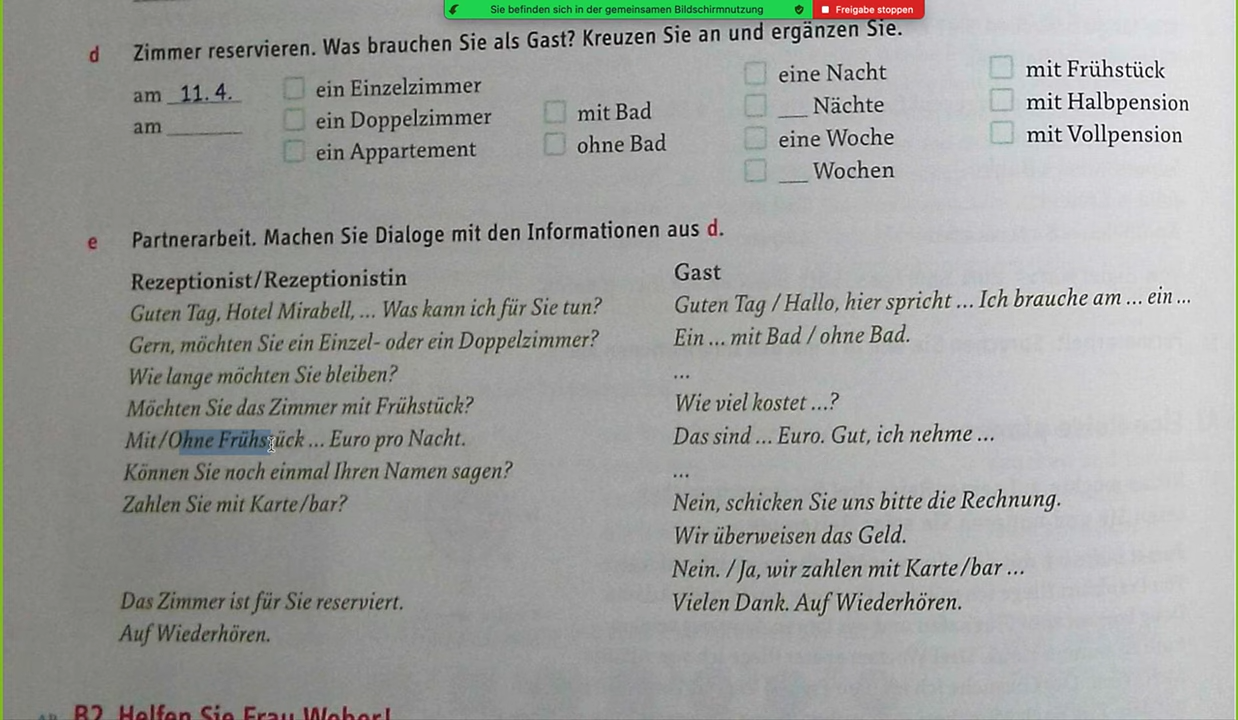 Sie befinden sich in der gemeinsamen Bildschirmnutzung
Freigabe stoppen
d Zimmer reservieren. Was brauchen Sie als Gast? Kreuzen Sie an und ergänzen Sie.
am 11. 4.
am ______
ein Einzelzimmer
ein Doppelzimmer
ein Appartement
mit Bad
ohne Bad
eine Nacht
__ Nächte
eine Woche
__ Wochen
mit Frühstück
mit Halbpension
mit Vollpension
e Partnerarbeit. Machen Sie Dialoge mit den Informationen aus d.
Rezeptionist/Rezeptionistin
Guten Tag, Hotel Mirabell, ... Was kann ich für Sie tun?
Gern, möchten Sie ein Einzel- oder ein Doppelzimmer?
Wie lange möchten Sie bleiben?
Möchten Sie das Zimmer mit Frühstück?
Mit/Ohne Frühstück ... Euro pro Nacht.
Können Sie noch einmal Ihren Namen sagen?
Zahlen Sie mit Karte/bar?
Das Zimmer ist für Sie reserviert.
Auf Wiederhören.
Gast
Guten Tag / Hallo, hier spricht ... Ich brauche am ... ein ...
Ein ... mit Bad / ohne Bad.
...
Wie viel kostet ...?
Das sind ... Euro. Gut, ich nehme ...
...
Nein, schicken Sie uns bitte die Rechnung.
Wir überweisen das Geld.
Nein. / Ja, wir zahlen mit Karte/bar ...
Vielen Dank. Auf Wiederhören.
B2 Helfen Sie Frau Weber!